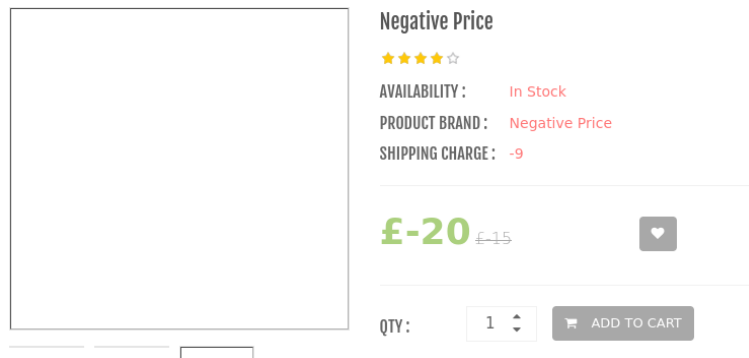 Negative Price
AVAILABILITY : In Stock
PRODUCT BRAND : Negative Price
SHIPPING CHARGE : -9
£-20 £-15
QTY : 1 ADD TO CART